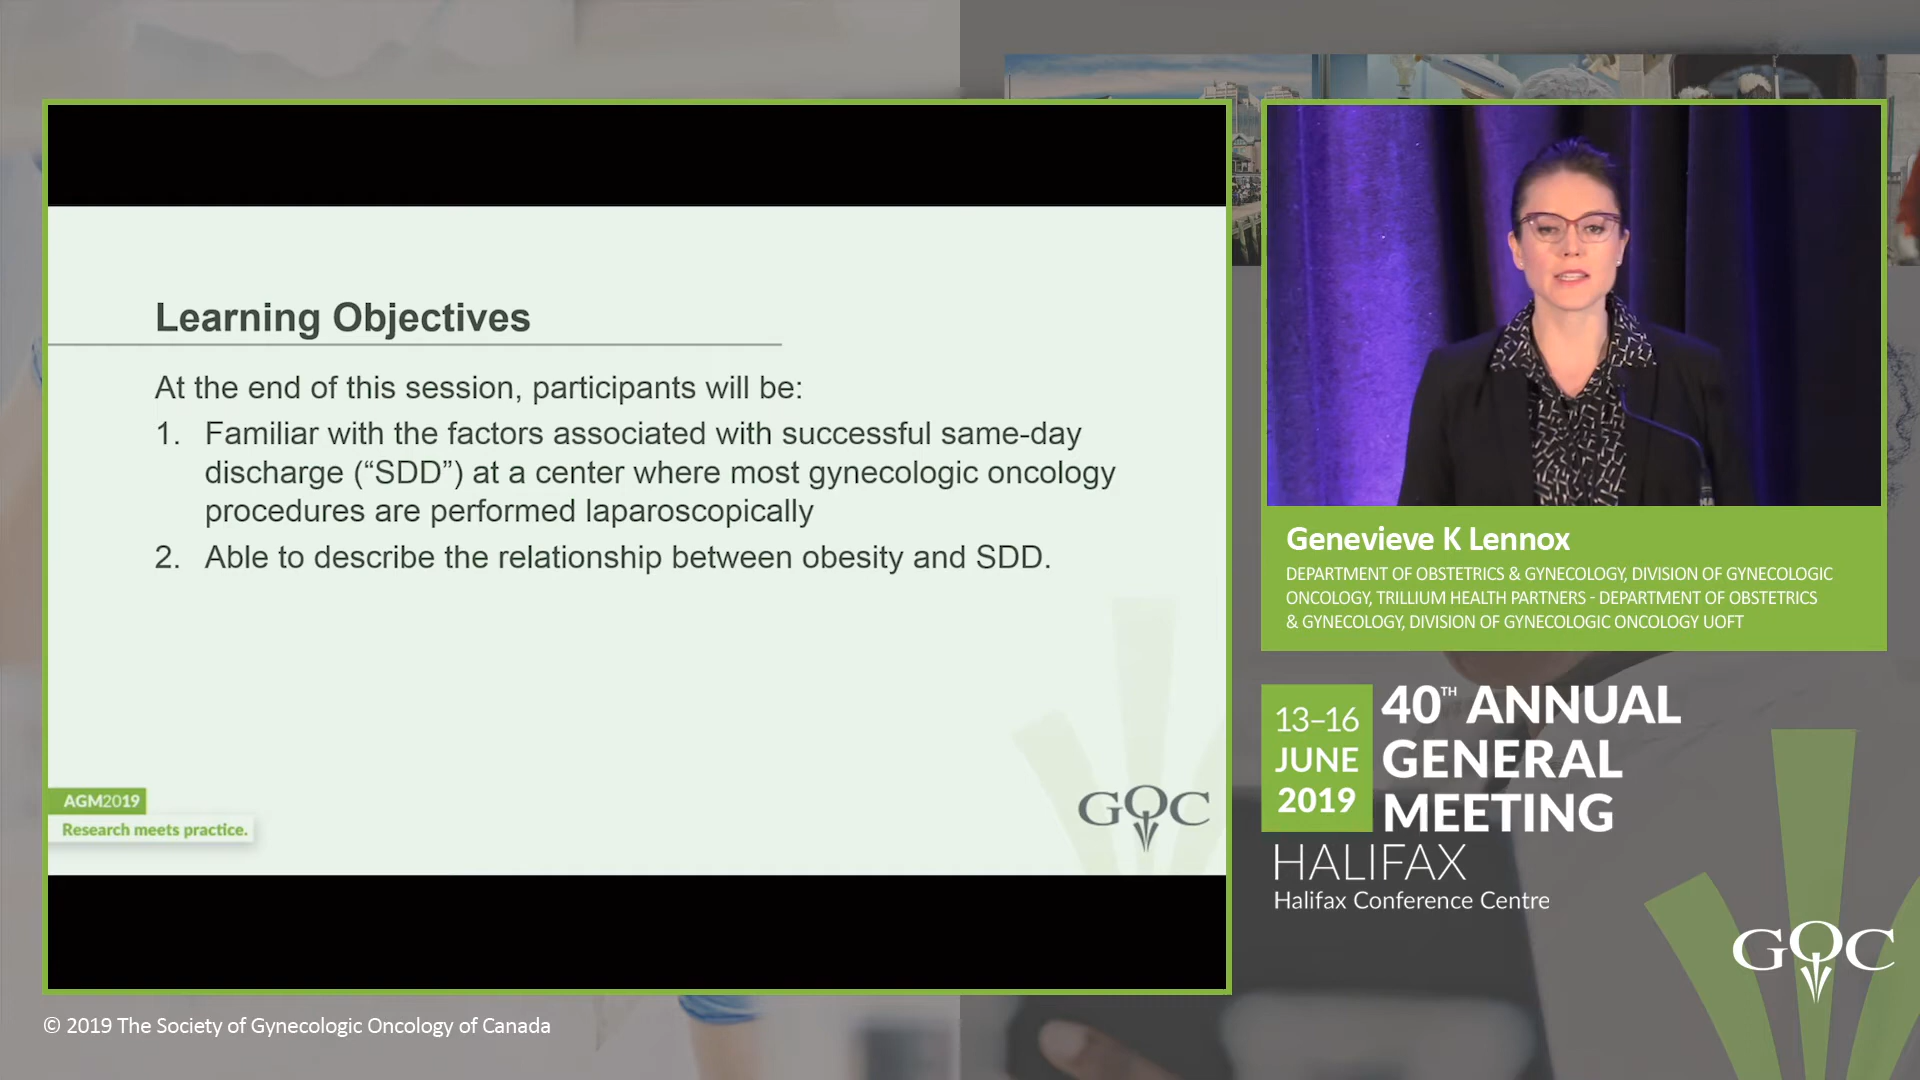 Learning Objectives
At the end of this session, participants will be:
1. Familiar with the factors associated with successful same-day
discharge (“SDD”) at a center where most gynecologic oncology
procedures are performed laparoscopically
2. Able to describe the relationship between obesity and SDD.
AGM2019
Research meets practice.
GOC
Genevieve K Lennox
DEPARTMENT OF OBSTETRICS & GYNECOLOGY, DIVISION OF GYNECOLOGIC
ONCOLOGY, TRILLIUM HEALTH PARTNERS - DEPARTMENT OF OBSTETRICS
& GYNECOLOGY, DIVISION OF GYNECOLOGIC ONCOLOGY UOFT
13–16
JUNE
2019
40TH ANNUAL
GENERAL
MEETING
HALIFAX
Halifax Conference Centre
GOC
© 2019 The Society of Gynecologic Oncology of Canada